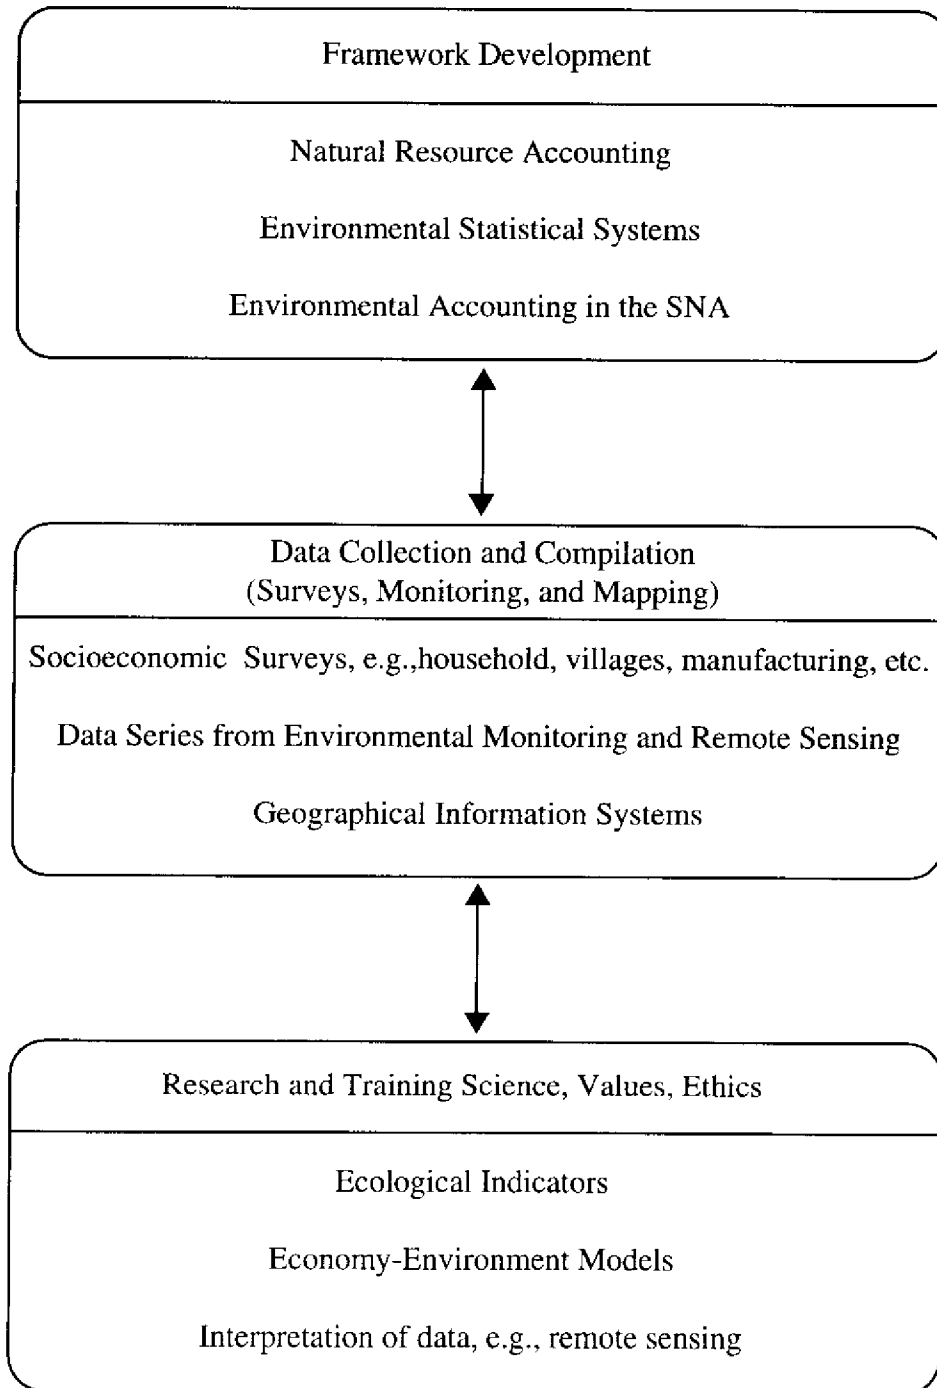 Framework Development
Natural Resource Accounting
Environmental Statistical Systems
Environmental Accounting in the SNA
Data Collection and Compilation
(Surveys, Monitoring, and Mapping)
Socioeconomic Surveys, e.g.,household, villages, manufacturing, etc.
Data Series from Environmental Monitoring and Remote Sensing
Geographical Information Systems
Research and Training Science, Values, Ethics
Ecological Indicators
Economy-Environment Models
Interpretation of data, e.g., remote sensing